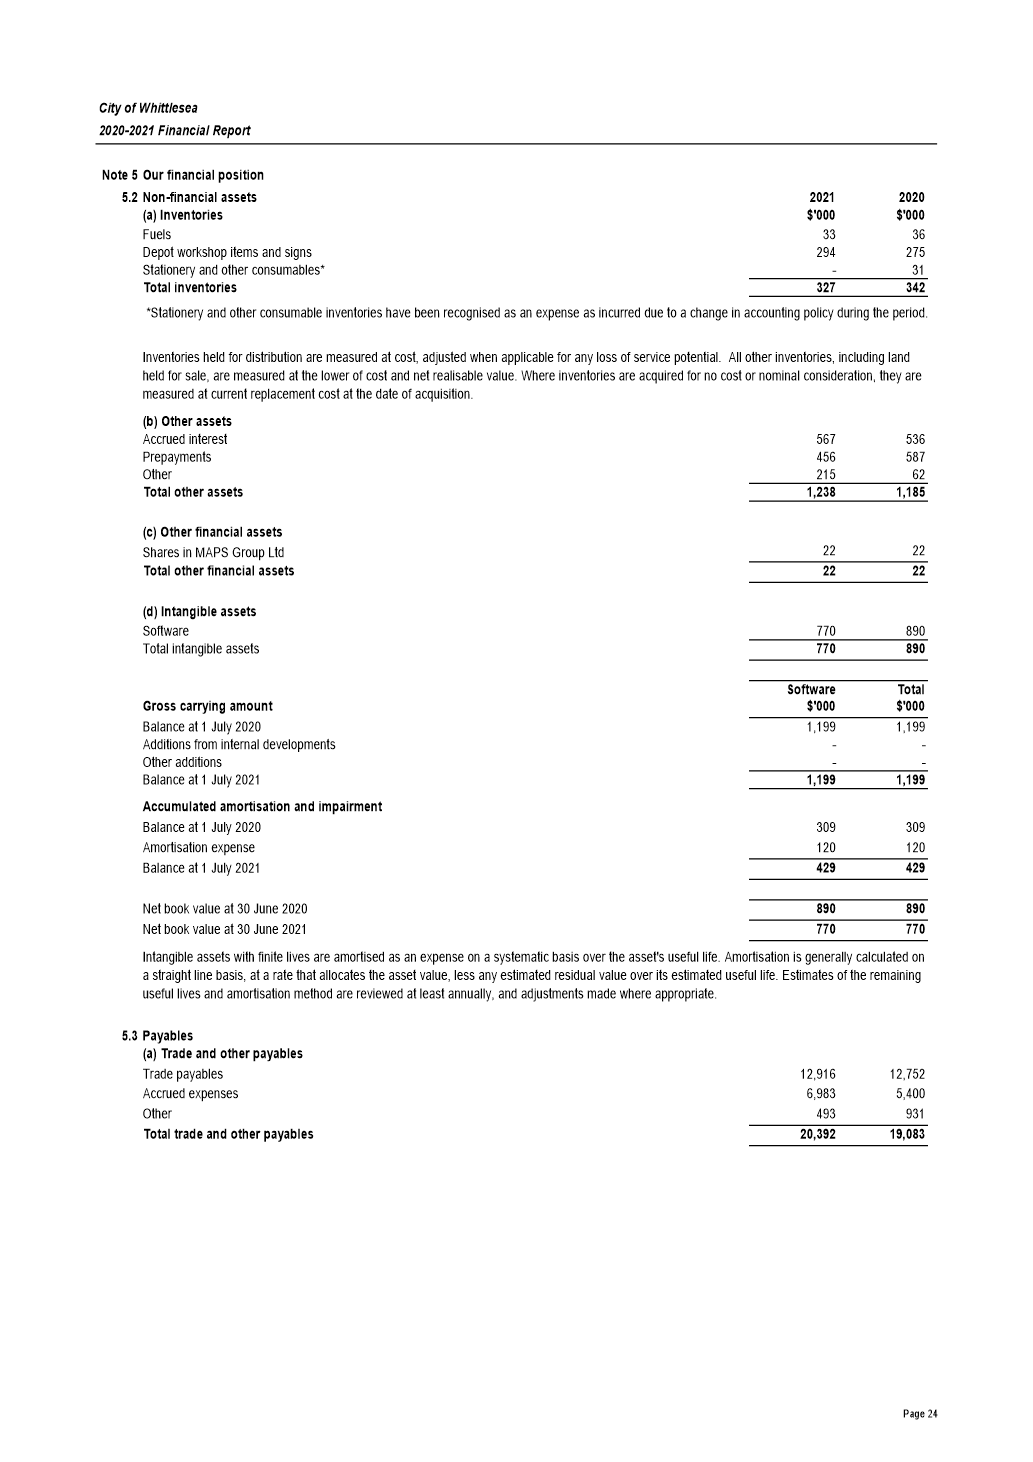 City of Whittlesea
2020-2021 Financial Report
Note 5 Our financial position
5.2 Non-financial assets 2021 2020
(a) Inventories $'000 $'000
Fuels 33 36
Depot workshop items and signs 294 275
Stationery and other consumables* - 31
Total inventories 327 342
*Stationery and other consumable inventories have been recognised as an expense as incurred due to a change in accounting policy during the period.
Inventories held for distribution are measured at cost, adjusted when applicable for any loss of service potential. All other inventories, including land
held for sale, are measured at the lower of cost and net realisable value. Where inventories are acquired for no cost or nominal consideration, they are
measured at current replacement cost at the date of acquisition.
(b) Other assets
Accrued interest 567 536
Prepayments 456 587
Other 215 62
Total other assets 1,238 1,185
(c) Other financial assets
Shares in MAPS Group Ltd 22 22
Total other financial assets 22 22
(d) Intangible assets
Software 770 890
Total intangible assets 770 890
Software Total
Gross carrying amount $'000 $'000
Balance at 1 July 2020 1,199 1,199
Additions from internal developments - -
Other additions - -
Balance at 1 July 2021 1,199 1,199
Accumulated amortisation and impairment
Balance at 1 July 2020 309 309
Amortisation expense 120 120
Balance at 1 July 2021 429 429
Net book value at 30 June 2020 890 890
Net book value at 30 June 2021 770 770
Intangible assets with finite lives are amortised as an expense on a systematic basis over the asset's useful life. Amortisation is generally calculated on
a straight line basis, at a rate that allocates the asset value, less any estimated residual value over its estimated useful life. Estimates of the remaining
useful lives and amortisation method are reviewed at least annually, and adjustments made where appropriate.
5.3 Payables
(a) Trade and other payables
Trade payables 12,916 12,752
Accrued expenses 6,983 5,400
Other 493 931
Total trade and other payables 20,392 19,083
Page 24